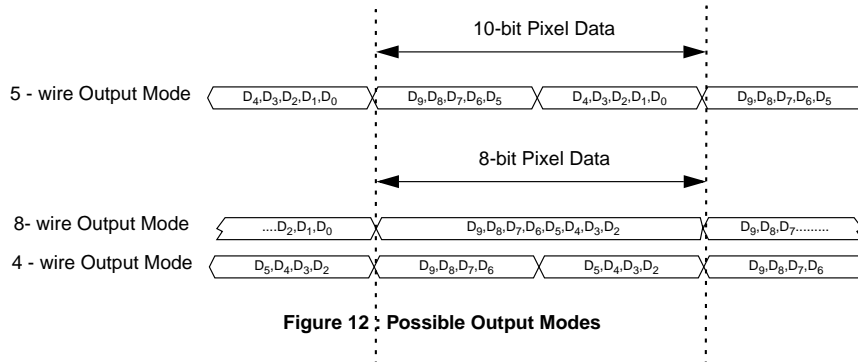 10-bit Pixel Data
5 - wire Output Mode D4,D3,D2,D1,D0 D9,D8,D7,D6,D5 D4,D3,D2,D1,D0 D9,D8,D7,D6,D5
8-bit Pixel Data
8- wire Output Mode ....D2,D1,D0 D9,D8,D7,D6,D5,D4,D3,D2 D9,D8,D7.........
4 - wire Output Mode D5,D4,D3,D2 D9,D8,D7,D6 D5,D4,D3,D2 D9,D8,D7,D6
Figure 12 : Possible Output Modes